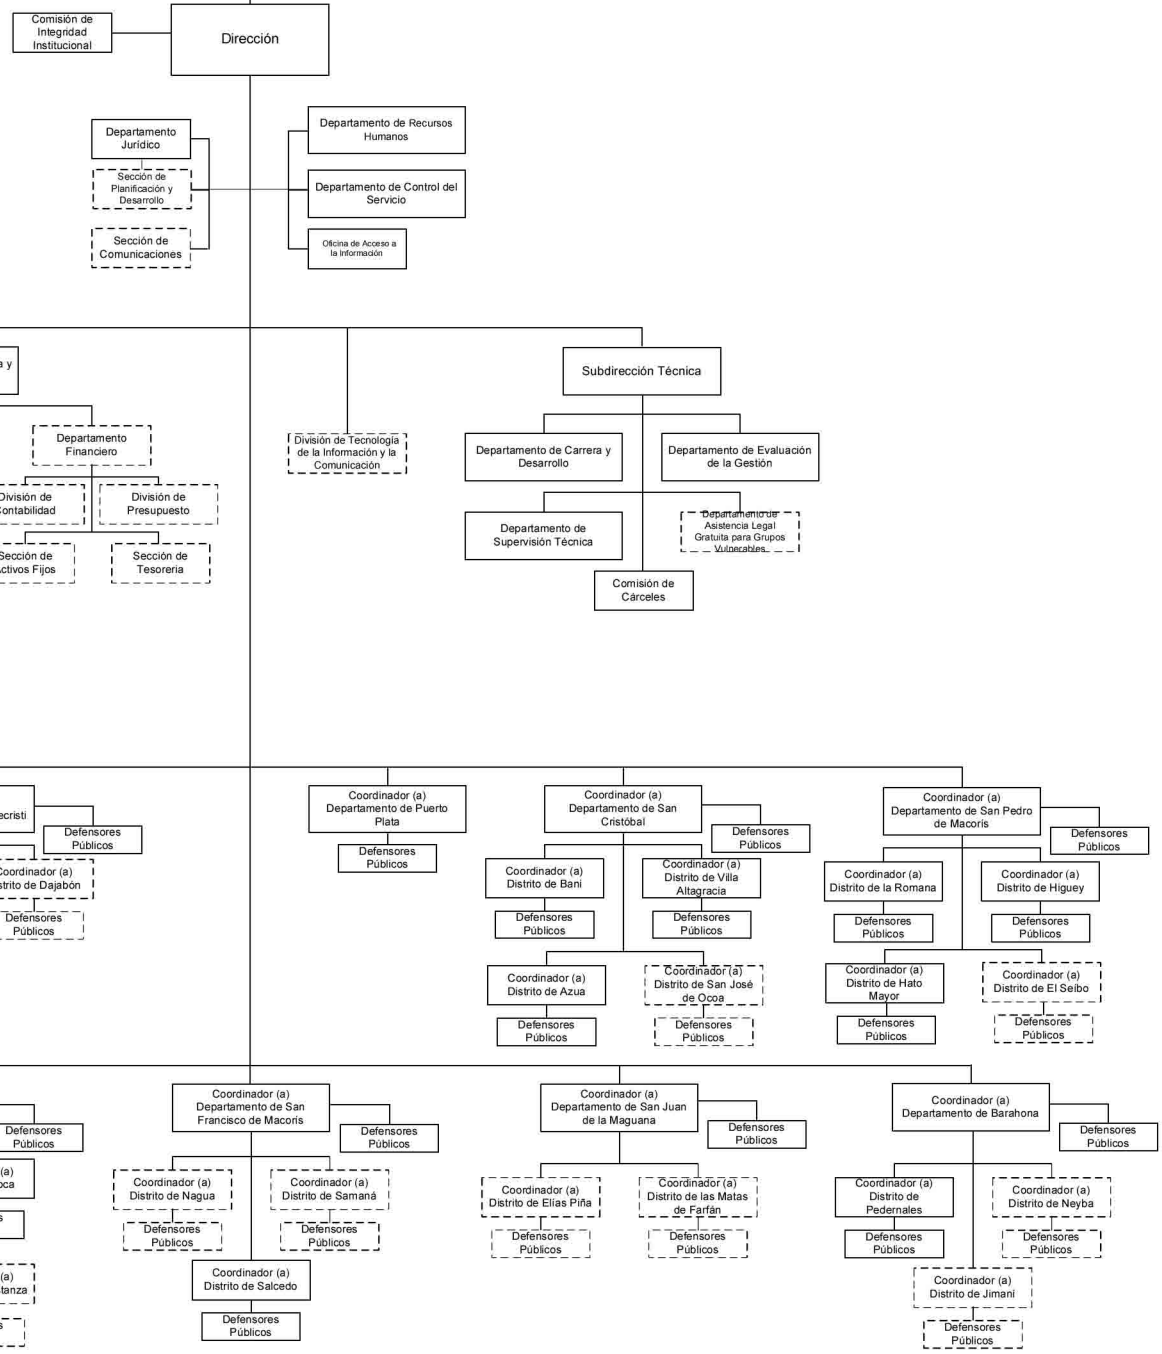 Comisión de
Integridad
Institucional
Dirección
Departamento
Jurídico
Sección de
Planificación y
Desarrollo
Sección de
Comunicaciones
Departamento de Recursos
Humanos
Departamento de Control del
Servicio
Oficina de Acceso a
la Información
a y
Subdirección Técnica
Departamento
Financiero
División de
Contabilidad
División de
Presupuesto
Sección de
Activos Fijos
Sección de
Tesoreria
División de Tecnología
de la Información y la
Comunicación
Departamento de Carrera y
Desarrollo
Departamento de Evaluación
de la Gestión
Departamento de
Supervisión Técnica
Departamento de
Asistencia Legal
Gratuita para Grupos
Vulnerables
Comisión de
Cárceles
ecristi
Defensores
Públicos
Coordinador (a)
strito de Dajabón
Defensores
Públicos
Coordinador (a)
Departamento de Puerto
Plata
Defensores
Públicos
Coordinador (a)
Departamento de San
Cristóbal
Defensores
Públicos
Coordinador (a)
Distrito de Bani
Defensores
Públicos
Coordinador (a)
Distrito de Villa
Altagracia
Defensores
Públicos
Coordinador (a)
Distrito de Azua
Defensores
Públicos
Coordinador (a)
Distrito de San José
de Ocoa
Defensores
Públicos
Coordinador (a)
Departamento de San Pedro
de Macorís
Defensores
Públicos
Coordinador (a)
Distrito de la Romana
Defensores
Públicos
Coordinador (a)
Distrito de Higuey
Defensores
Públicos
Coordinador (a)
Distrito de Hato
Mayor
Defensores
Públicos
Coordinador (a)
Distrito de El Seíbo
Defensores
Públicos
Defensores
Públicos
(a)
oca
s
(a)
tanza
s
Coordinador (a)
Departamento de San
Francisco de Macorís
Defensores
Públicos
Coordinador (a)
Distrito de Nagua
Defensores
Públicos
Coordinador (a)
Distrito de Samaná
Defensores
Públicos
Coordinador (a)
Distrito de Salcedo
Defensores
Públicos
Coordinador (a)
Departamento de San Juan
de la Maguana
Defensores
Públicos
Coordinador (a)
Distrito de Elías Piña
Defensores
Públicos
Coordinador (a)
Distrito de las Matas
de Farfán
Defensores
Públicos
Coordinador (a)
Departamento de Barahona
Defensores
Públicos
Coordinador (a)
Distrito de
Pedernales
Defensores
Públicos
Coordinador (a)
Distrito de Neyba
Defensores
Públicos
Coordinador (a)
Distrito de Jimaní
Defensores
Públicos